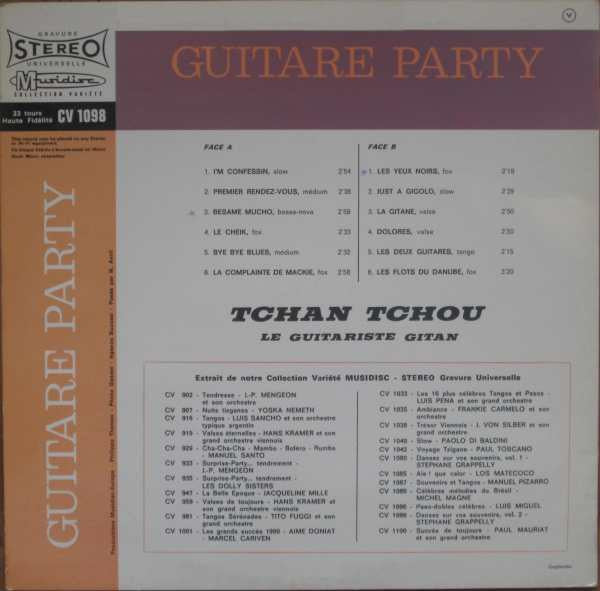 GRAVURE
STEREO
UNIVERSELLE
Musidisc
COLLECTION VARIÉTÉ
33 tours
Haute Fidélité
CV 1098
V
GUITARE PARTY
GUITARE PARTY
FACE A
1. I'M CONFESSIN, slow 2'54
2. PREMIER RENDEZ-VOUS, médium 2'38
3. BESAME MUCHO, bossa-nova 2'59
4. LE CHEIK, fox 2'33
5. BYE BYE BLUES, médium 2'32
6. LA COMPLAINTE DE MACKIE, fox 2'58
FACE B
1. LES YEUX NOIRS, fox 2'19
2. JUST A GIGOLO, slow 2'29
3. LA GITANE, valse 2'50
4. DOLORES, valse 2'30
5. LES DEUX GUITARES, tango 2'15
6. LES FLOTS DU DANUBE, fox 3'20
TCHAN TCHOU
LE GUITARISTE GITAN
Extrait de notre Collection Variété MUSIDISC - STEREO Gravure Universelle
CV 902 - Tendresse - J.-P. MENGEON
et son orchestre
CV 907 - Nuits tsiganes - YOSKA NEMETH
CV 916 - Tangos - LUIS SANCHO et son orchestre
typique argentin
CV 919 - Valses éternelles - HANS KRAMER et son
grand orchestre viennois
CV 929 - Cha-Cha-Cha - Mambo - Boléro - Rumba
- MANUEL SANTO
CV 933 - Surprise-Party... tendrement -
J.-P. MENGEON
CV 935 - Surprise-Party... tendrement -
LES DOLLY SISTERS
CV 947 - La Belle Epoque - JACQUELINE MILLE
CV 959 - Valses de toujours - HANS KRAMER et
son grand orchestre viennois
CV 981 - Tangos Sérénades - TITO FUGGI et son
grand orchestre
CV 1001 - Les grands succès 1900 - AIME DONIAT
- MARCEL CARIVEN
CV 1033 - Les 16 plus célèbres Tangos et Pasos -
LUIS PENA et son grand orchestre
CV 1035 - Ambiance - FRANKIE CARMELO et son
orchestre
CV 1038 - Trésor Viennois - J. VON SILBER et son
grand orchestre
CV 1040 - Slow - PAOLO DI BALDINI
CV 1042 - Voyage Tzigane - PAUL TOSCANO
CV 1080 - Dansez sur vos souvenirs, vol. 1 -
STEPHANE GRAPPELLY
CV 1085 - Aïe ! que calor - LOS MATECOCO
CV 1087 - Souvenirs et Tangos - MANUEL PIZARRO
CV 1089 - Célèbres mélodies du Brésil -
MICHEL MAGNE
CV 1096 - Paso-dobles célèbres - LUIS MIGUEL
CV 1099 - Dansez sur vos souvenirs, vol. 2 -
STEPHANE GRAPPELLY
CV 1100 - Succès de toujours - PAUL MAURIAT
et son grand orchestre